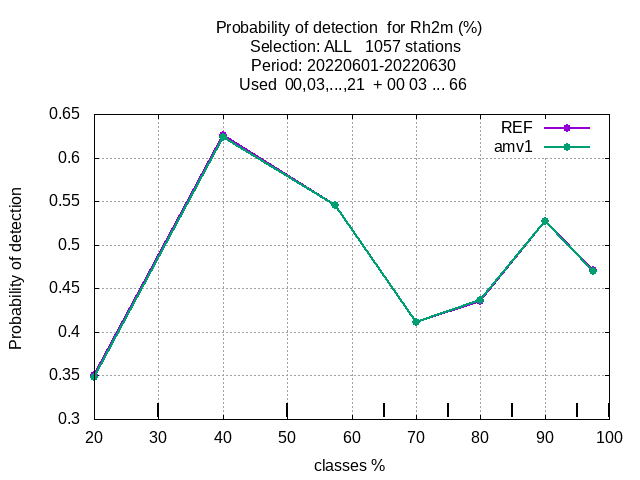 Probability of detection  for Rh2m (%)
Selection: ALL   1057 stations
Period: 20220601-20220630
Used  00,03,...,21  + 00 03 ... 66
REF
amv1
0.65
0.6
0.55
0.5
0.45
0.4
0.35
0.3
Probability of detection
20 30 40 50 60 70 80 90 100
classes %